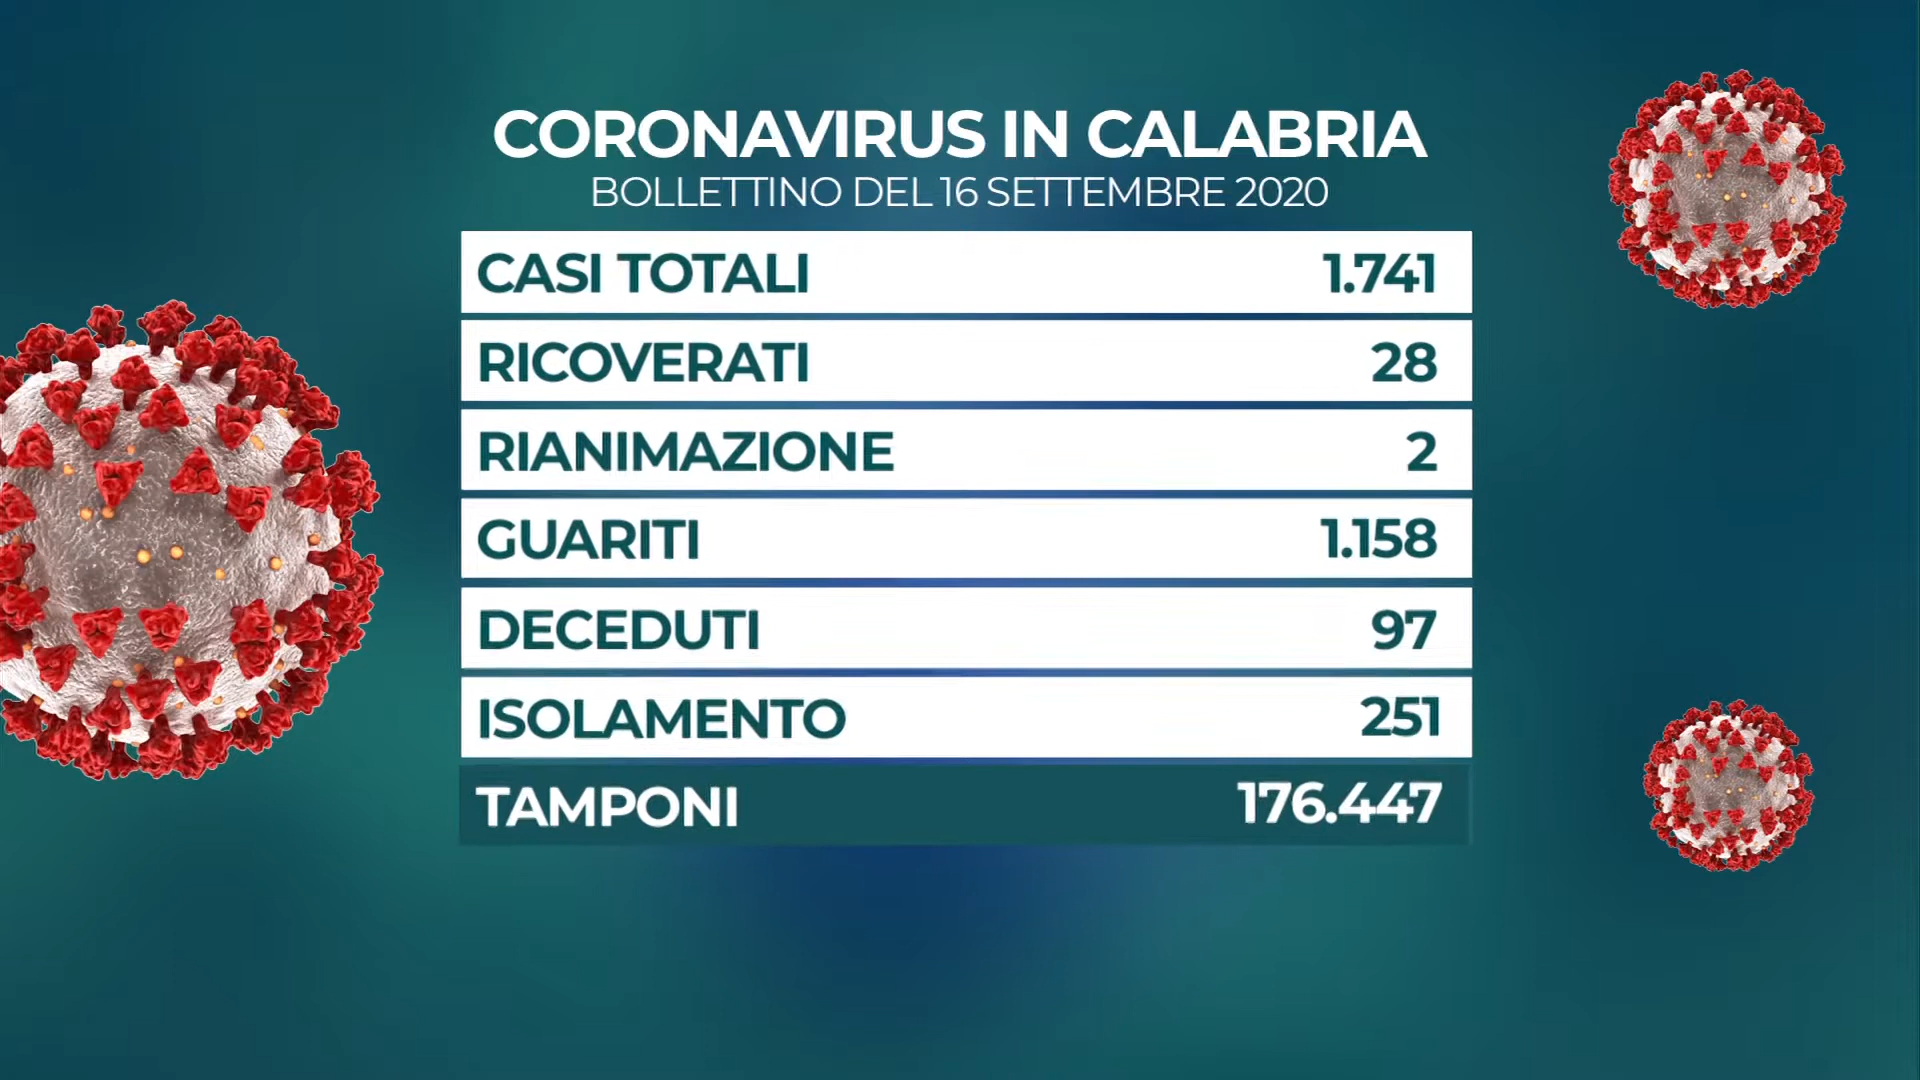 CORONAVIRUS IN CALABRIA
BOLLETTINO DEL 16 SETTEMBRE 2020
CASI TOTALI 1.741
RICOVERATI 28
RIANIMAZIONE 2
GUARITI 1.158
DECEDUTI 97
ISOLAMENTO 251
TAMPONI 176.447